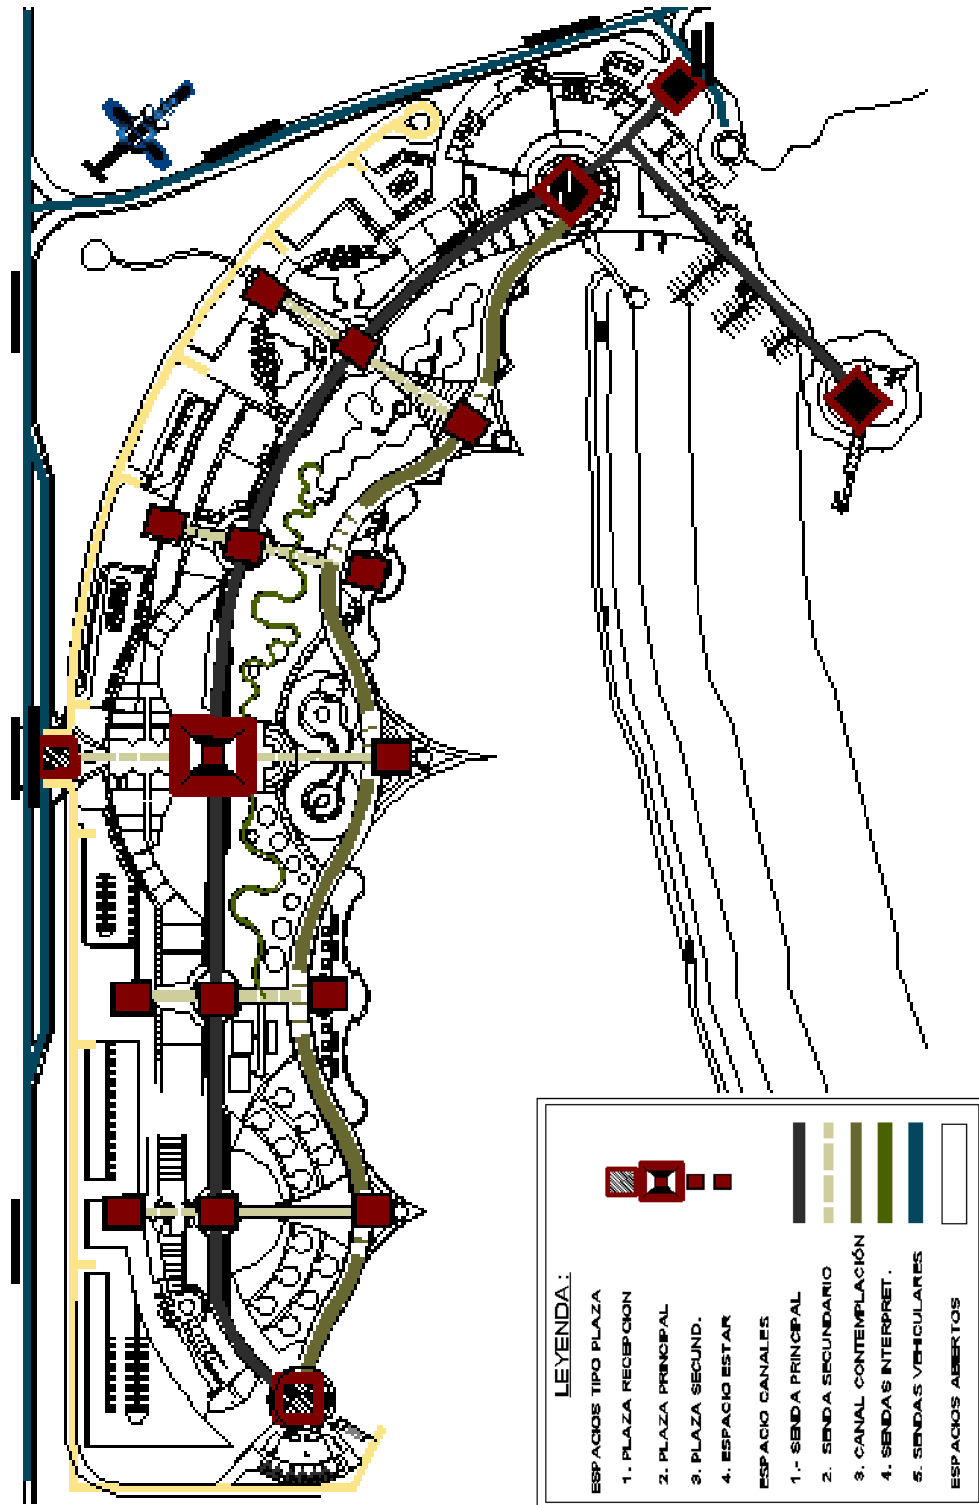 LEYENDA:
ESPACIOS TIPO PLAZA
1. PLAZA RECEPCION
2. PLAZA PRINCIPAL
3. PLAZA SECUND.
4. ESPACIO ESTAR
ESPACIO CANALES
1.- SENDA PRINCIPAL
2. SENDA SECUNDARIO
3. CANAL CONTEMPLACIÓN
4. SENDAS INTERPRET.
5. SENDAS VEHICULARES
ESPACIOS ABIERTOS